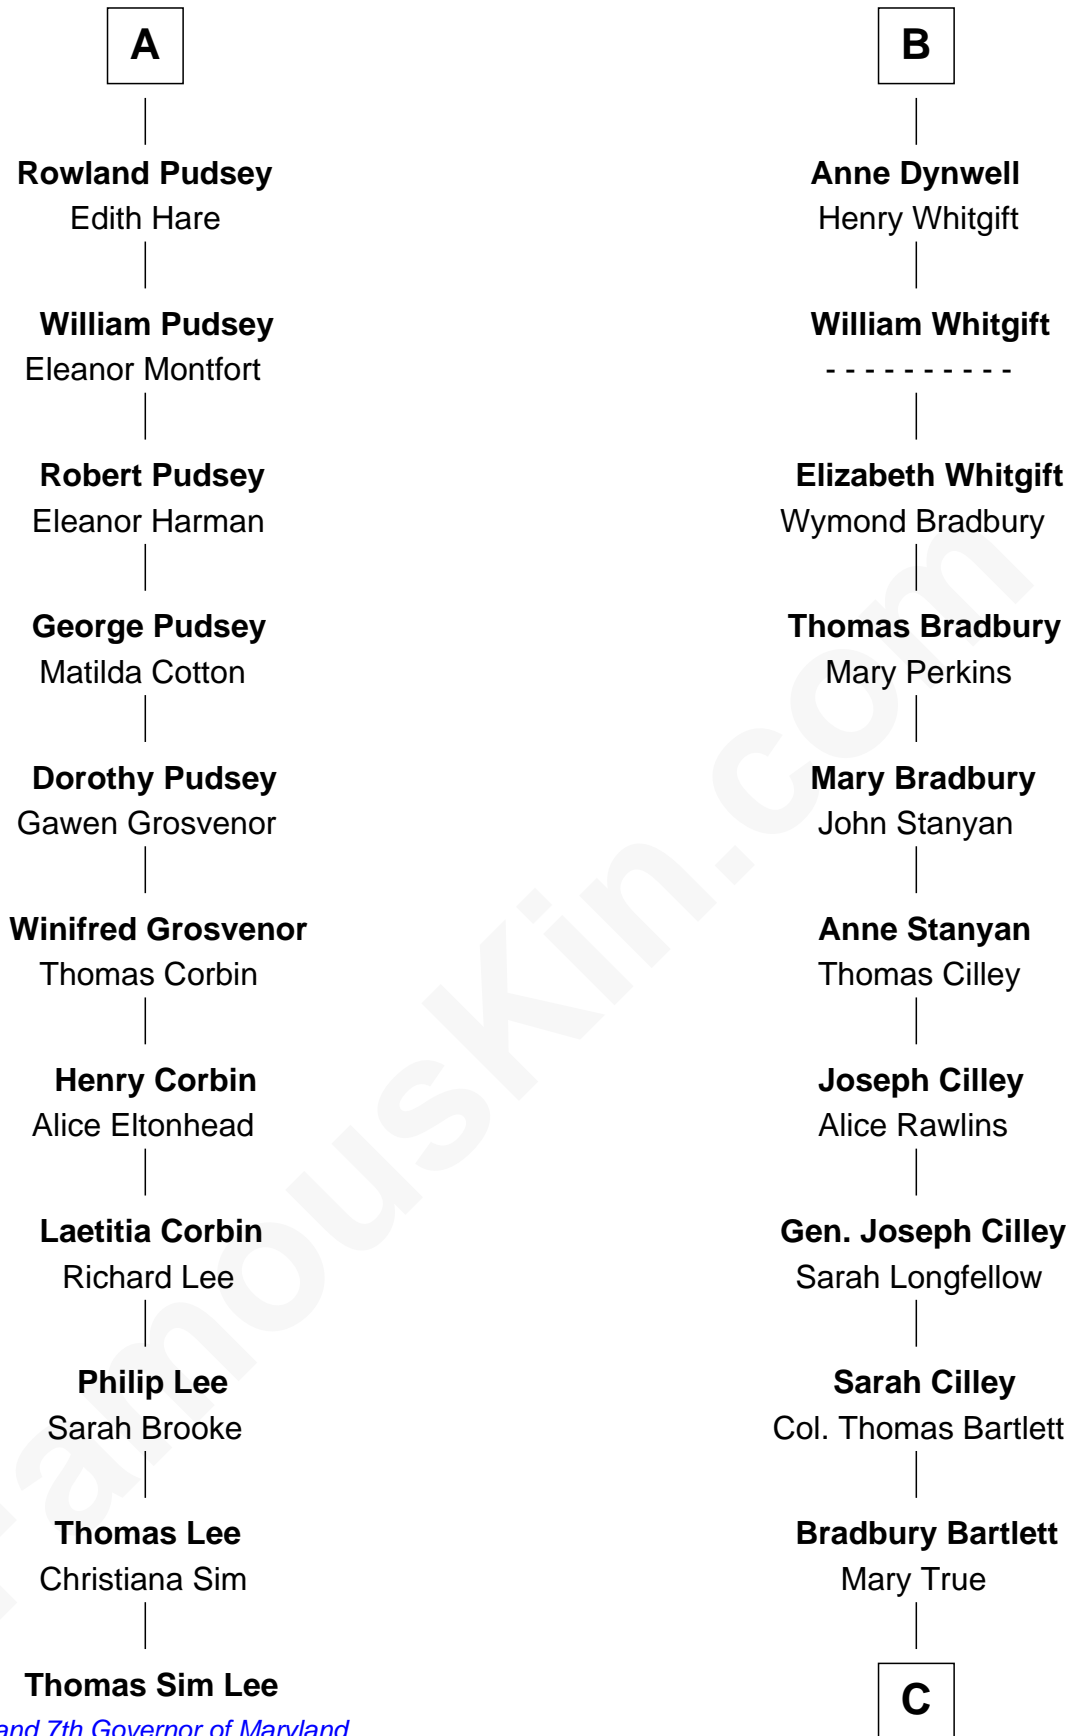 A
Rowland Pudsey
Edith Hare
William Pudsey
Eleanor Montfort
Robert Pudsey
Eleanor Harman
George Pudsey
Matilda Cotton
Dorothy Pudsey
Gawen Grosvenor
Winifred Grosvenor
Thomas Corbin
Henry Corbin
Alice Eltonhead
Laetitia Corbin
Richard Lee
Philip Lee
Sarah Brooke
Thomas Lee
Christiana Sim
Thomas Sim Lee
and 7th Governor of Maryland
B
Anne Dynwell
Henry Whitgift
William Whitgift
- - - - - - - - - -
Elizabeth Whitgift
Wymond Bradbury
Thomas Bradbury
Mary Perkins
Mary Bradbury
John Stanyan
Anne Stanyan
Thomas Cilley
Joseph Cilley
Alice Rawlins
Gen. Joseph Cilley
Sarah Longfellow
Sarah Cilley
Col. Thomas Bartlett
Bradbury Bartlett
Mary True
C
FamousKin.com